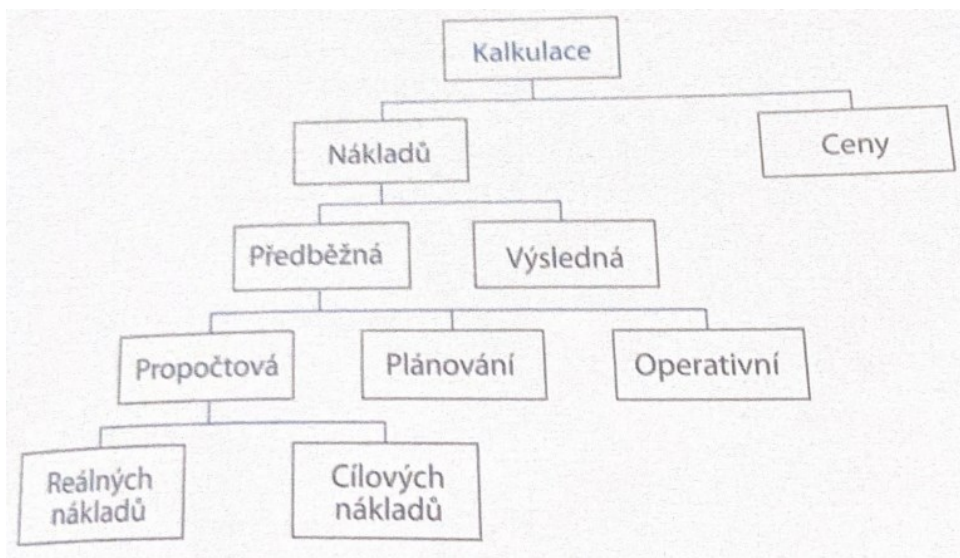 Kalkulace
Nákladů
Ceny
Předběžná
Výsledná
Propočtová
Plánování
Operativní
Reálných
nákladů
Cílových
nákladů